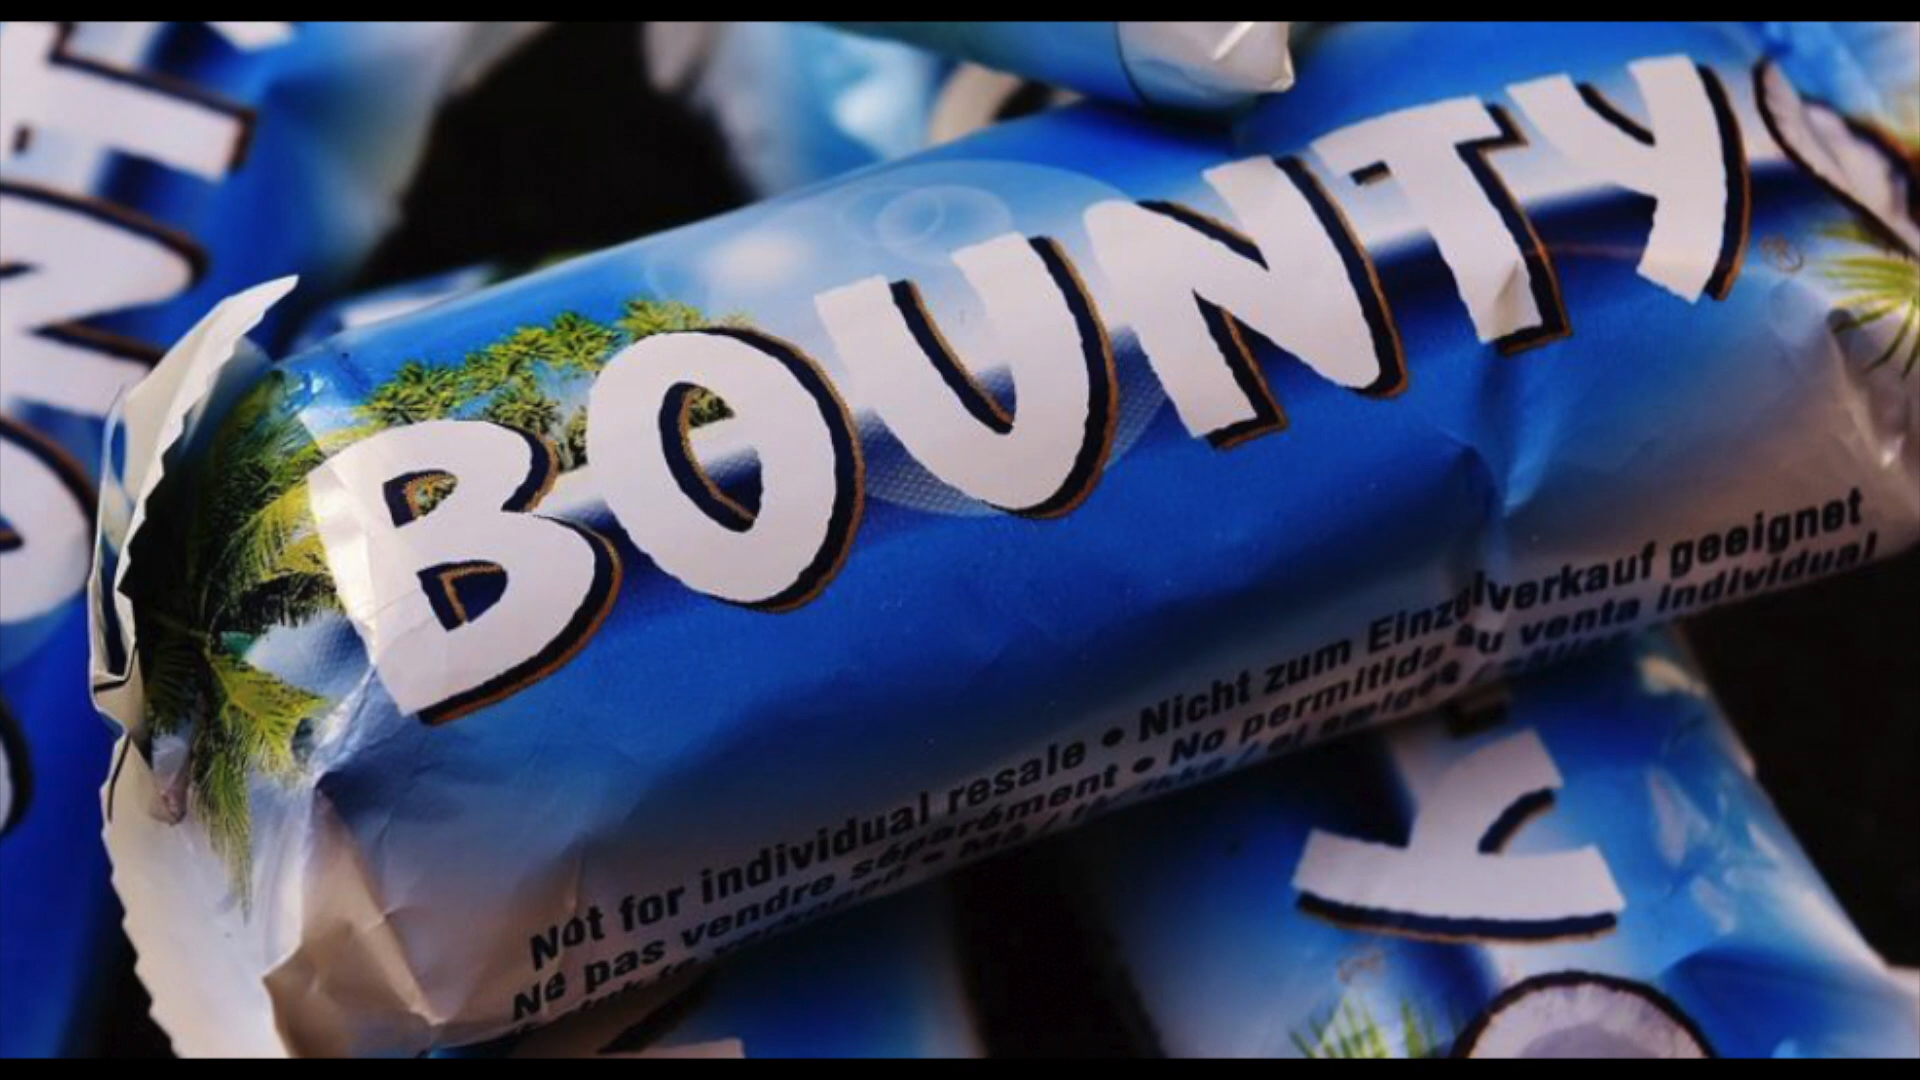 BOUNTY
®
Not for individual resale • Nicht zum Einzelverkauf geeignet
Ne pas vendre séparément • No permitida su venta individual